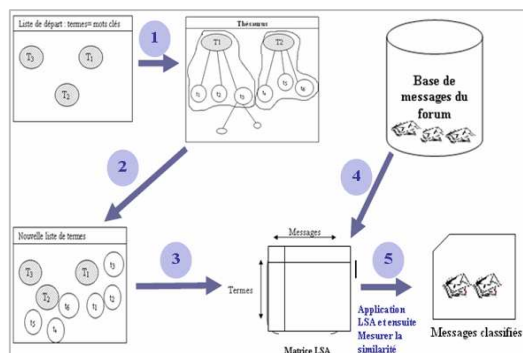 Liste de départ : termes= mots clés
T3
T1
T2
1
Thésaurus
T1
T2
t1
t2
t3
t4
t5
t6
Base de
messages du
forum
2
4
Nouvelle liste de
termes
T3
T1
t3
T2
t6
t1
t2
t5
t4
3
Messages
Termes
Matrice LSA
5
Application
LSA et ensuite
Mesurer la
similarité
Messages classifiés